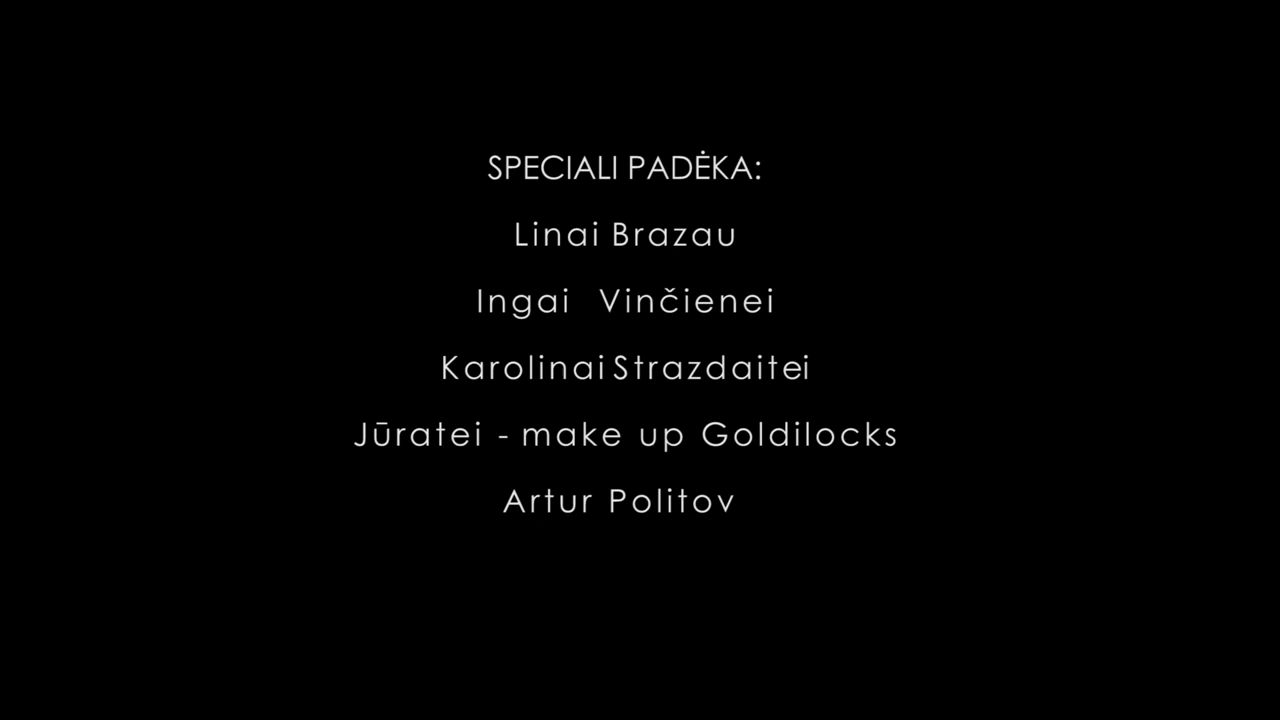 SPECIALI PADĖKA:
Linai Brazau
Ingai Vinčienei
Karolinai Strazdaitei
Jūratei - make up Goldilocks
Artur Politov